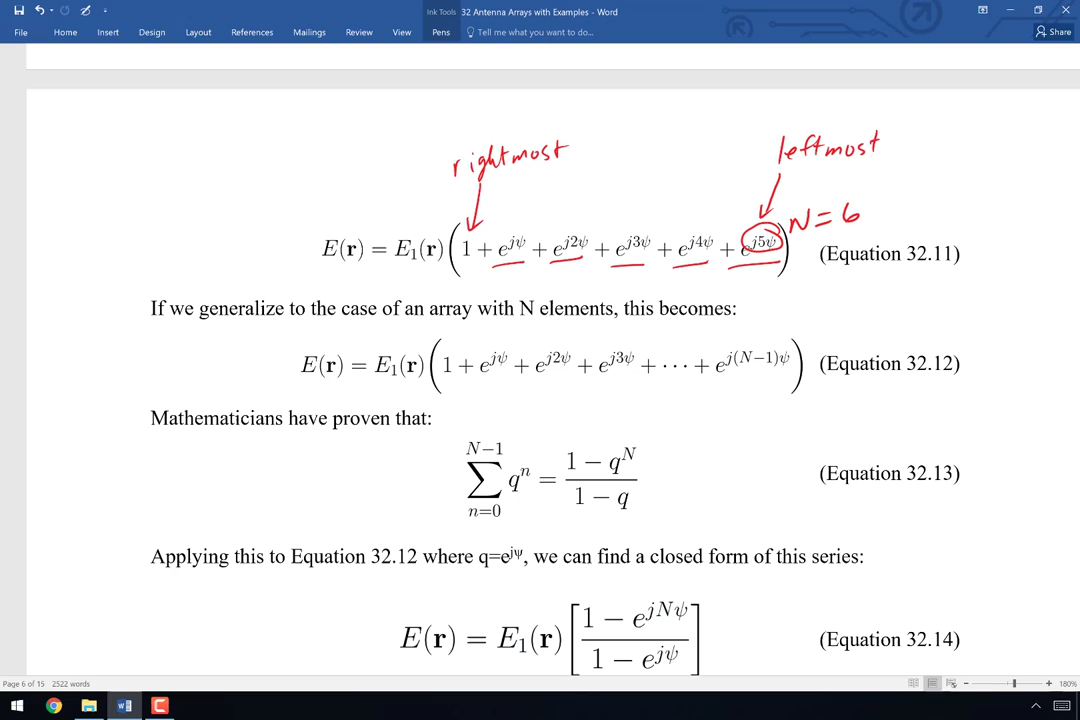 Ink Tools 32 Antenna Arrays with Examples - Word
File Home Insert Design Layout References Mailings Review View Pens Tell me what you want to do... Share
rightmost
leftmost
N = 6
E(r) = E₁(r)(1 + e^{jψ} + e^{j2ψ} + e^{j3ψ} + e^{j4ψ} + e^{j5ψ}) (Equation 32.11)
If we generalize to the case of an array with N elements, this becomes:
E(r) = E₁(r)(1 + e^{jψ} + e^{j2ψ} + e^{j3ψ} + ⋯ + e^{j(N−1)ψ}) (Equation 32.12)
Mathematicians have proven that:
∑_{n=0}^{N−1} q^n = (1 − q^N)/(1 − q) (Equation 32.13)
Applying this to Equation 32.12 where q=e^{jψ}, we can find a closed form of this series:
E(r) = E₁(r)[(1 − e^{jNψ})/(1 − e^{jψ})] (Equation 32.14)
Page 6 of 15 2522 words 180%